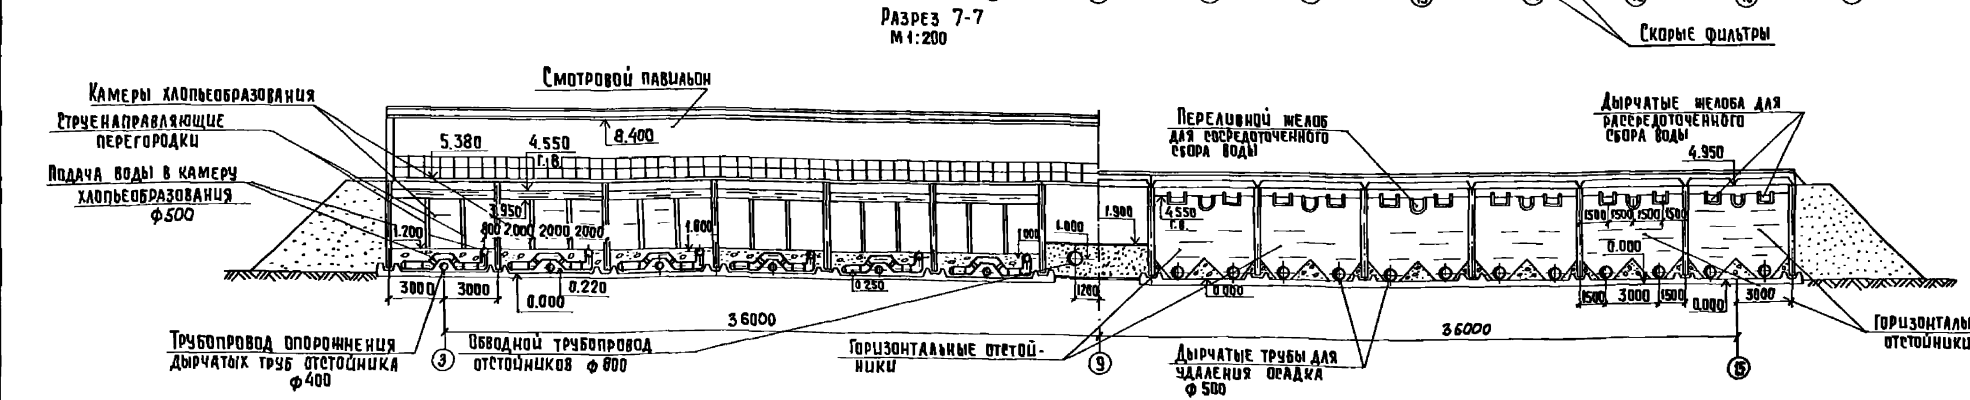 Разрез 7-7
М 1:200
Скорые фильтры
Смотровой павильон
Камеры хлопьеобразования
Струенаправляющие
перегородки
Подача воды в камеру
хлопьеобразования
ф500
Переливной желоб
для сосредоточенного
сбора воды
Дырчатые желоба для
рассредоточенного
сбора воды
5.380
4.550
Г.В.
8.400
4.950
3.950
1.200
800 2000 2000 2000
1.800
1.000
1.900
4.550
Г.В.
1500 1500 1500 1500
0.000
3000 3000
0.000
0.220
0.250
1200
0.000
1500 3000 1500
0.000
3000
36000
36000
Трубопровод опорожнения
дырчатых труб отстойника
ф400
3
Обводной трубопровод
отстойников ф800
Горизонтальные отстой-
ники
9
Дырчатые трубы для
удаления осадка
ф500
15
Горизонталь
отстойники